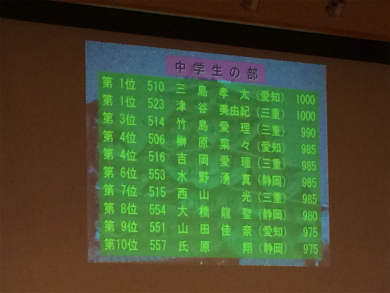 中学生の部
第1位 510 三島 孝太(愛知) 1000
第1位 523 津谷 美由紀(三重) 1000
第3位 514 竹島 愛理(三重) 990
第4位 506 榊原 菜々(愛知) 985
第4位 516 吉岡 愛理(三重) 985
第6位 553 水野 湧真(静岡) 985
第7位 515 西山 光(三重) 985
第8位 554 大橋 龍聖(静岡) 980
第9位 551 山田 佳奈(愛知) 975
第10位 557 氏原 翔(静岡) 975